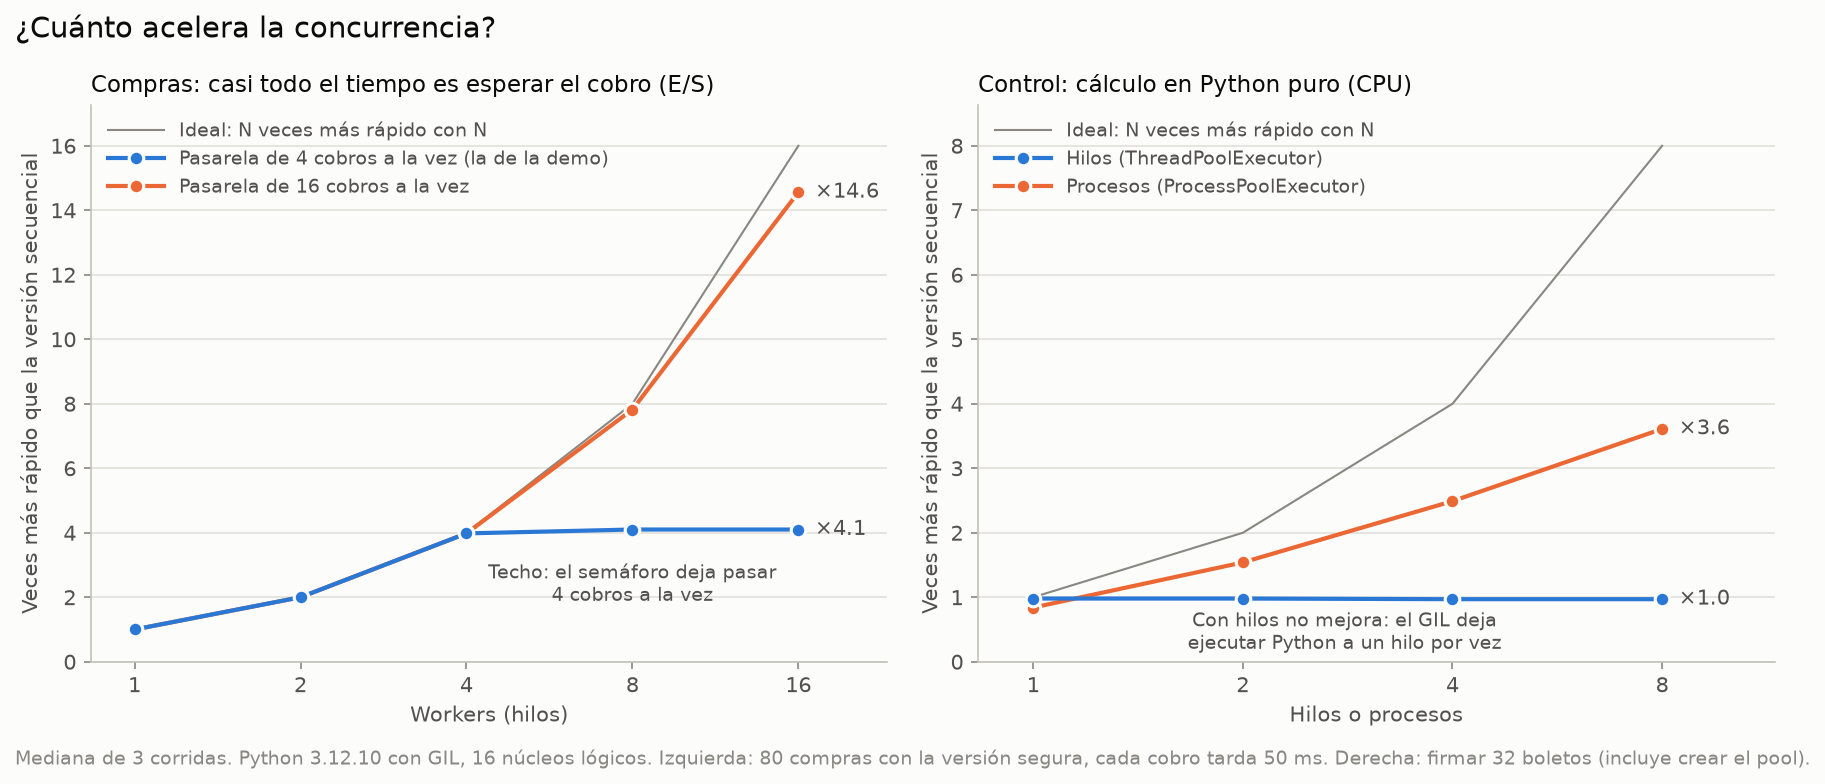 ¿Cuánto acelera la concurrencia?
Compras: casi todo el tiempo es esperar el cobro (E/S)
Veces más rápido que la versión secuencial
16
14
12
10
8
6
4
2
0
Ideal: N veces más rápido con N
Pasarela de 4 cobros a la vez (la de la demo)
Pasarela de 16 cobros a la vez
×14.6
×4.1
Techo: el semáforo deja pasar
4 cobros a la vez
1 2 4 8 16
Workers (hilos)
Control: cálculo en Python puro (CPU)
Veces más rápido que la versión secuencial
8
7
6
5
4
3
2
1
0
Ideal: N veces más rápido con N
Hilos (ThreadPoolExecutor)
Procesos (ProcessPoolExecutor)
×3.6
×1.0
Con hilos no mejora: el GIL deja
ejecutar Python a un hilo por vez
1 2 4 8
Hilos o procesos
Mediana de 3 corridas. Python 3.12.10 con GIL, 16 núcleos lógicos. Izquierda: 80 compras con la versión segura, cada cobro tarda 50 ms. Derecha: firmar 32 boletos (incluye crear el pool).